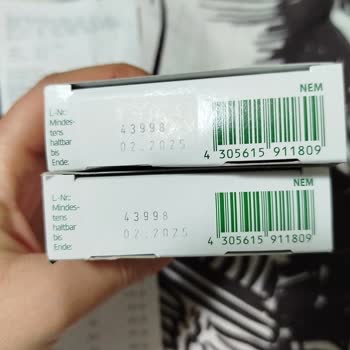 NEM
L-Nr.:
Mindes-
tens
haltbar
bis
Ende:
43998
02.2025
4 305615 911809
NEM
L-Nr.:
Mindes-
tens
haltbar
bis
Ende:
43998
02.2025
4 305615 911809